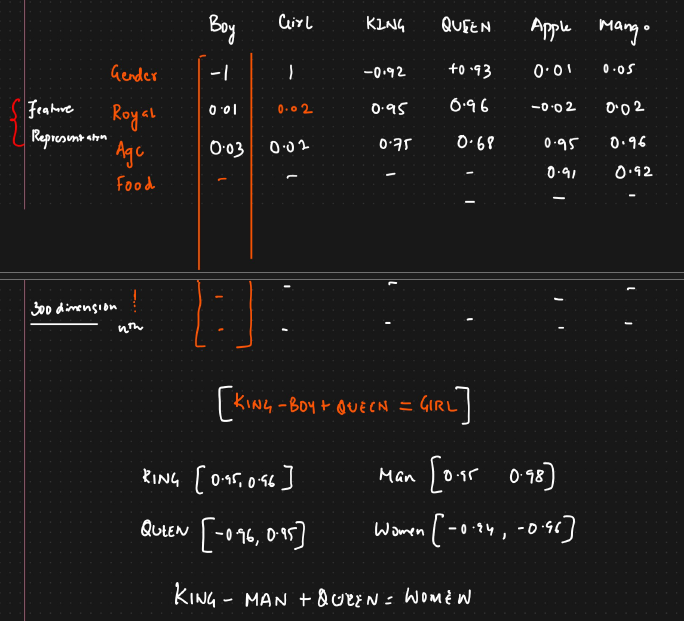 Boy Girl KING QUEEN Apple Mango
Gender -1 1 -0.92 +0.93 0.01 0.05
Feature Royal 0.01 0.02 0.95 0.96 -0.02 0.02
Representation Age 0.03 0.02 0.75 0.68 0.95 0.96
Food - - - - 0.91 0.92
- - -
- - - -
300 dimension
nth - - - - - -
[KING - BOY + QUEEN = GIRL]
KING [0.95, 0.96] Man [0.95 0.98]
QUEEN [-0.96, 0.95] Women [-0.94, -0.96]
KING - MAN + QUEEN = WOMEN